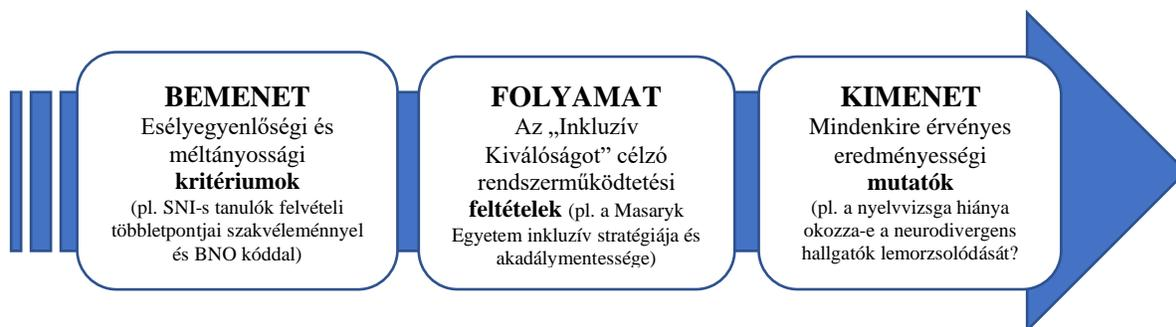 BEMENET
Esélyegyenlőségi és
méltányossági
kritériumok
(pl. SNI-s tanulók felvételi
többletpontjai szakvéleménnyel
és BNO kóddal)
FOLYAMAT
Az „Inkluzív
Kiválóságot” célzó
rendszerműködtetési
feltételek (pl. a Masaryk
Egyetem inkluzív stratégiája és
akadálymentessége)
KIMENET
Mindenkire érvényes
eredményességi
mutatók
(pl. a nyelvvizsga hiánya
okozza-e a neurodivergens
hallgatók lemorzsolódását?